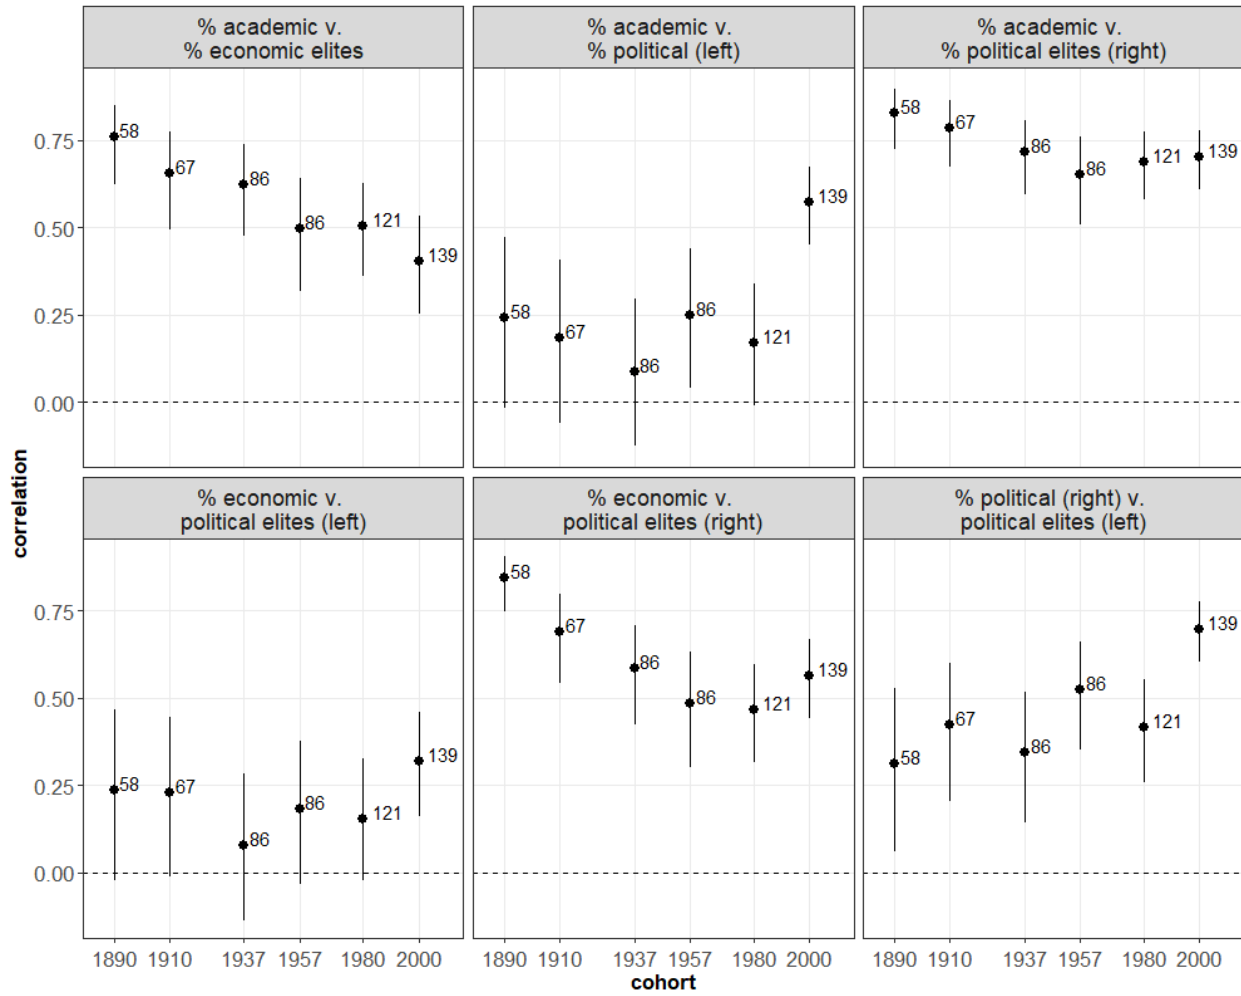 % academic v.
% economic elites
% academic v.
% political (left)
% academic v.
% political elites (right)
0.75
0.50
0.25
0.00
58
67
86
86
121
139
58
67
86
86
121
139
58
67
86
86
121
139
correlation
% economic v.
political elites (left)
% economic v.
political elites (right)
% political (right) v.
political elites (left)
0.75
0.50
0.25
0.00
58
67
86
86
121
139
58
67
86
86
121
139
58
67
86
86
121
139
1890 1910 1937 1957 1980 2000
1890 1910 1937 1957 1980 2000
1890 1910 1937 1957 1980 2000
cohort